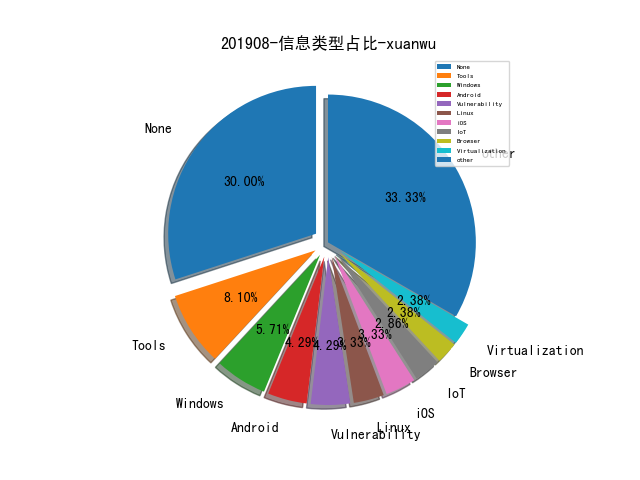 201908-信息类型占比-xuanwu
None
Tools
Windows
Android
Vulnerability
Linux
iOS
IoT
Browser
Virtualization
other
None
other
30.00%
33.33%
8.10%
5.71%
4.29%
4.29%
3.33%
3.33%
2.86%
2.38%
2.38%
Tools
Windows
Android
Vulnerability
Linux
iOS
IoT
Browser
Virtualization